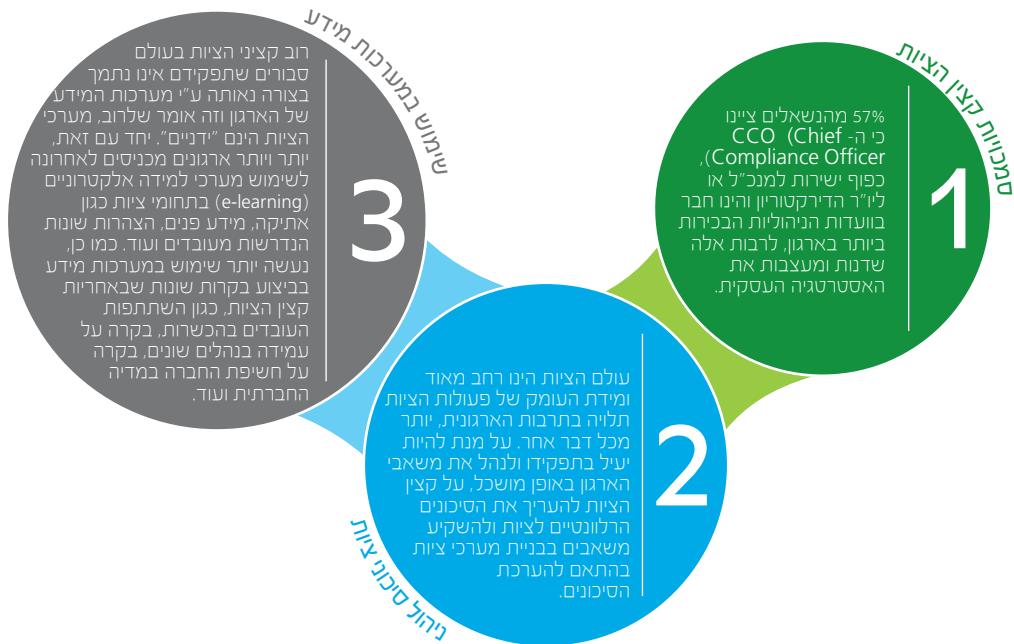 סמכויות קצין הציות
1
57% מהנשאלים ציינו
כי ה- CCO (Chief
Compliance Officer),
כפוף ישירות למנכ"ל או
ליו"ר הדירקטוריון והינו חבר
בוועדות הניהוליות הבכירות
ביותר בארגון, לרבות אלה
שדנות ומעצבות את
האסטרטגיה העסקית.
ניהול סיכוני ציות
2
עולם הציות הינו רחב מאוד
ומידת העומק של פעולות הציות
תלויה בתרבות הארגונית, יותר
מכל דבר אחר. על מנת להיות
יעיל בתפקידו ולנהל את משאבי
הארגון באופן מושכל, על קצין
הציות להעריך את הסיכונים
הרלוונטיים לציות ולהשקיע
משאבים בבניית מערכי ציות
בהתאם להערכת
הסיכונים.
שימוש במערכות מידע
3
רוב קציני הציות בעולם
סבורים שתפקידם אינו נתמך
בצורה נאותה ע"י מערכות המידע
של הארגון וזה אומר שלרוב, מערכי
הציות הינם "ידניים". יחד עם זאת,
יותר ויותר ארגונים מכניסים לאחרונה
לשימוש מערכי למידה אלקטרוניים
(e-learning) בתחומי ציות כגון
אתיקה, מידע פנים, הצהרות שונות
הנדרשות מעובדים ועוד. כמו כן,
נעשה יותר שימוש במערכות מידע
בביצוע בקרות שונות שבאחריות
קצין הציות, כגון השתתפות
העובדים בהכשרות, בקרה על
עמידה בנהלים שונים, בקרה
על חשיפת החברה במדיה
החברתית ועוד.